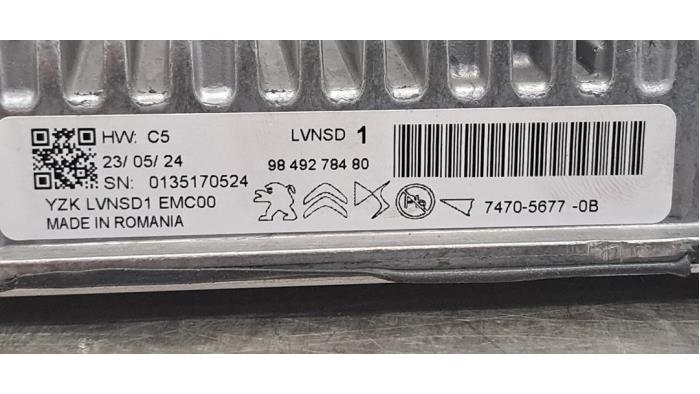 HW: C5
LVNSD 1
23/05/24
98 492 784 80
SN: 0135170524
YZK LVNSD1 EMC00
Pb
7470-5677-0B
MADE IN ROMANIA